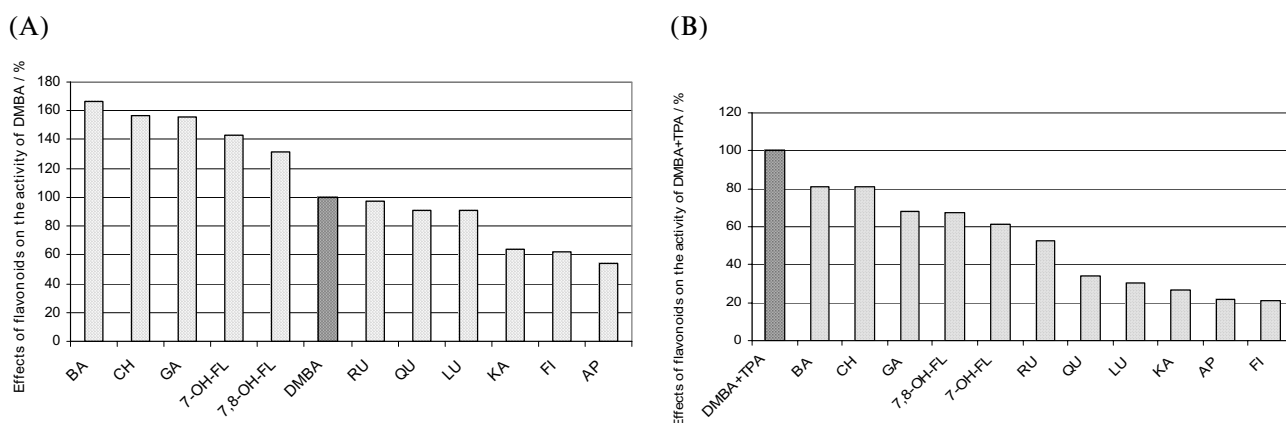 (A)
Effects of flavonoids on the activity of DMBA / %
180
160
140
120
100
80
60
40
20
0
BA
CH
GA
7-OH-FL
7,8-OH-FL
DMBA
RU
QU
LU
KA
FI
AP
(B)
Effects of flavonoids on the activity of DMBA+TPA / %
120
100
80
60
40
20
0
DMBA+TPA
BA
CH
GA
7,8-OH-FL
7-OH-FL
RU
QU
LU
KA
AP
FI